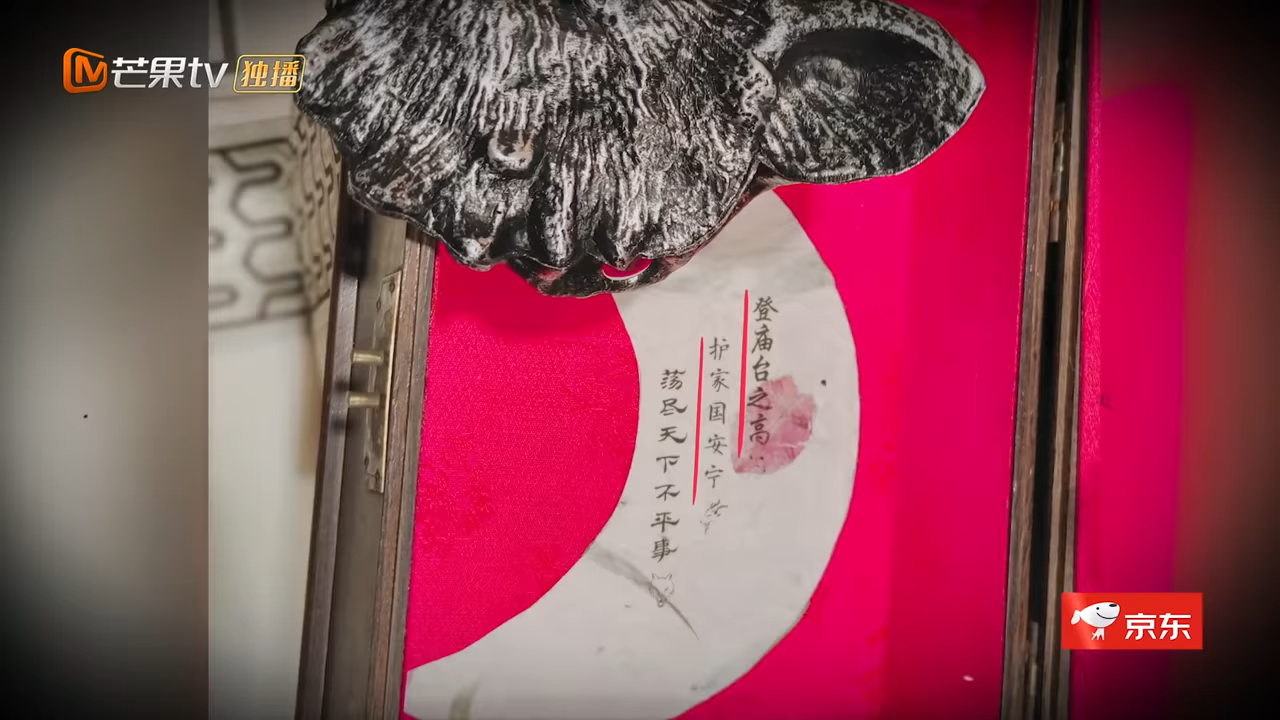 芒果tv 独播
登庙台之高
护家国安宁
荡尽天下不平事
京东